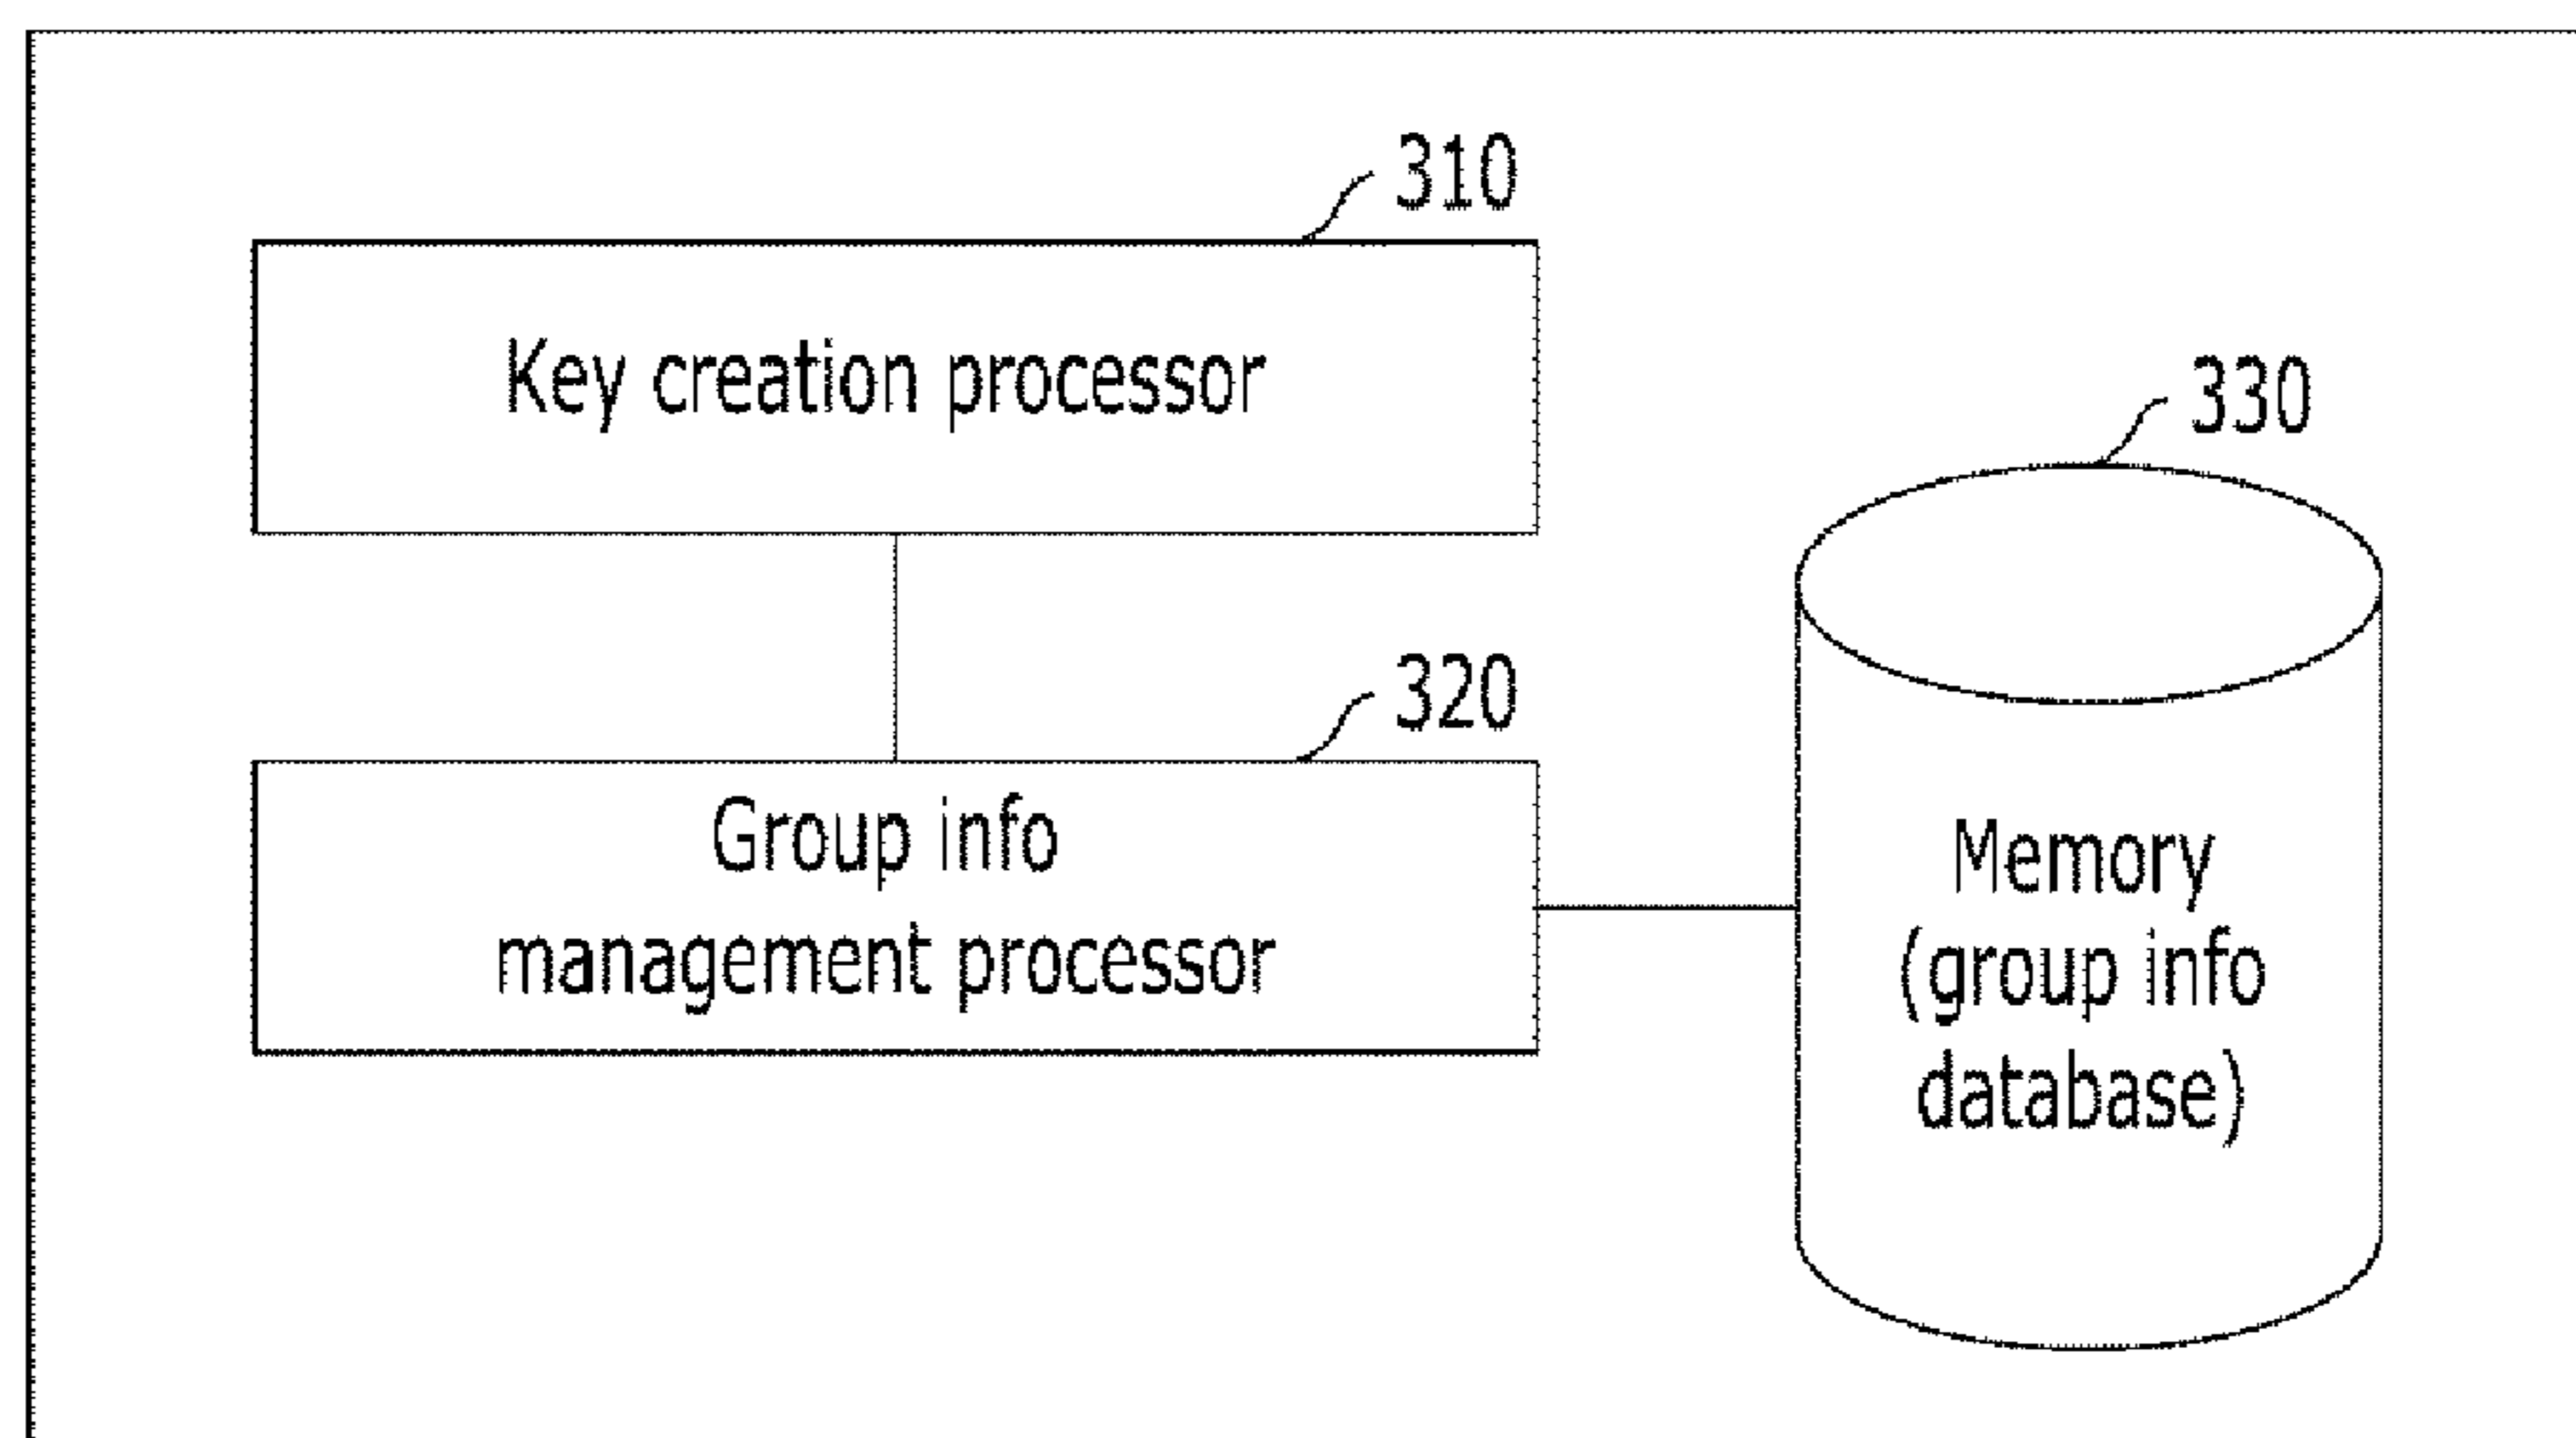 310
Key creation processor
330
320
Group info
management processor
Memory
(group info
database)